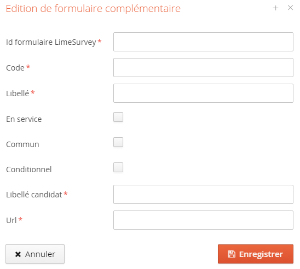 Edition de formulaire complémentaire
Id formulaire LimeSurvey *
Code *
Libellé *
En service
Commun
Conditionnel
Libellé candidat *
Url *
Annuler
Enregistrer